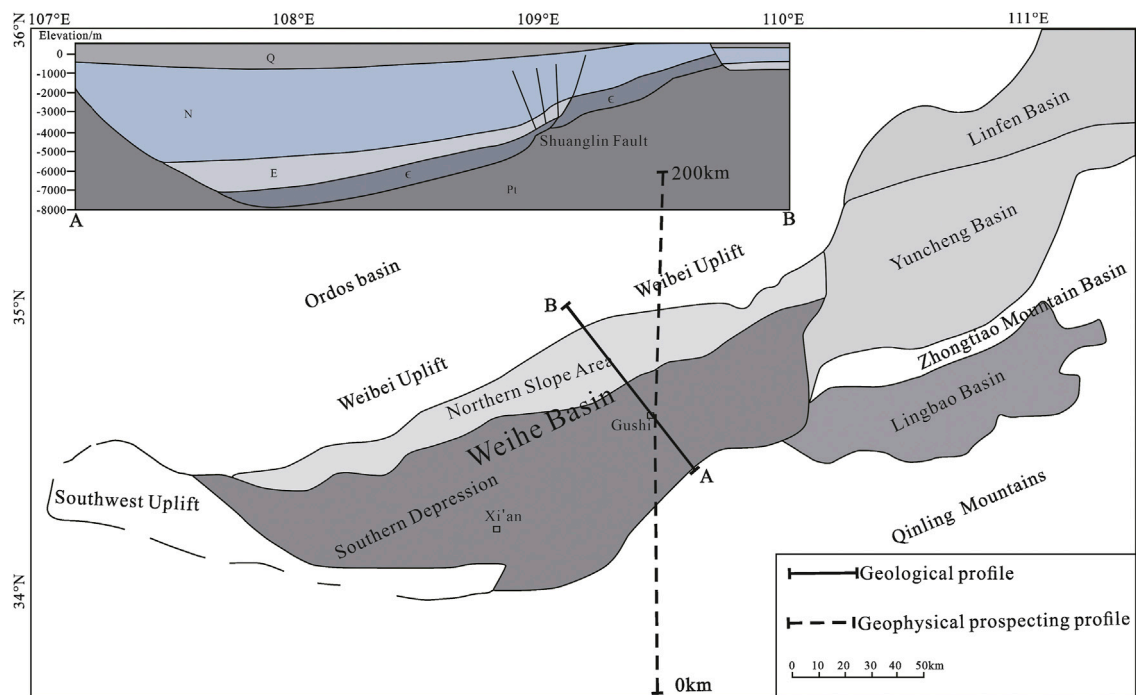 107°E 108°E 109°E 110°E 111°E
36°N
35°N
34°N
Elevation/m
0
-1000
-2000
-3000
-4000
-5000
-6000
-7000
-8000
Q
N
E
€
€
Pt
Shuanglin Fault
A
B
200km
Linfen Basin
Yuncheng Basin
Zhongtiao Mountain Basin
Lingbao Basin
Ordos basin
Weibei Uplift
B
Weibei Uplift
Northern Slope Area
Weihe Basin
Gushi
A
Southwest Uplift
Southern Depression
Xi'an
Qinling Mountains
0km
Geological profile
Geophysical prospecting profile
0 10 20 30 40 50km